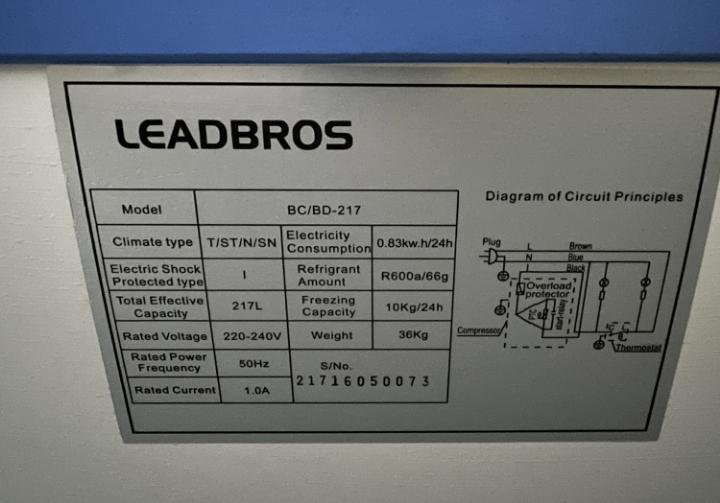 LEADBROS
Model BC/BD-217
Climate type T/ST/N/SN Electricity Consumption 0.83kw.h/24h
Electric Shock Protected type I Refrigrant Amount R600a/66g
Total Effective Capacity 217L Freezing Capacity 10Kg/24h
Rated Voltage 220-240V Weight 36Kg
Rated Power Frequency 50Hz S/No.
21716050073
Rated Current 1.0A
Diagram of Circuit Principles
Plug L Brown
N Blue
Black
Overload
protector
start-relay
Compressor
Thermostat